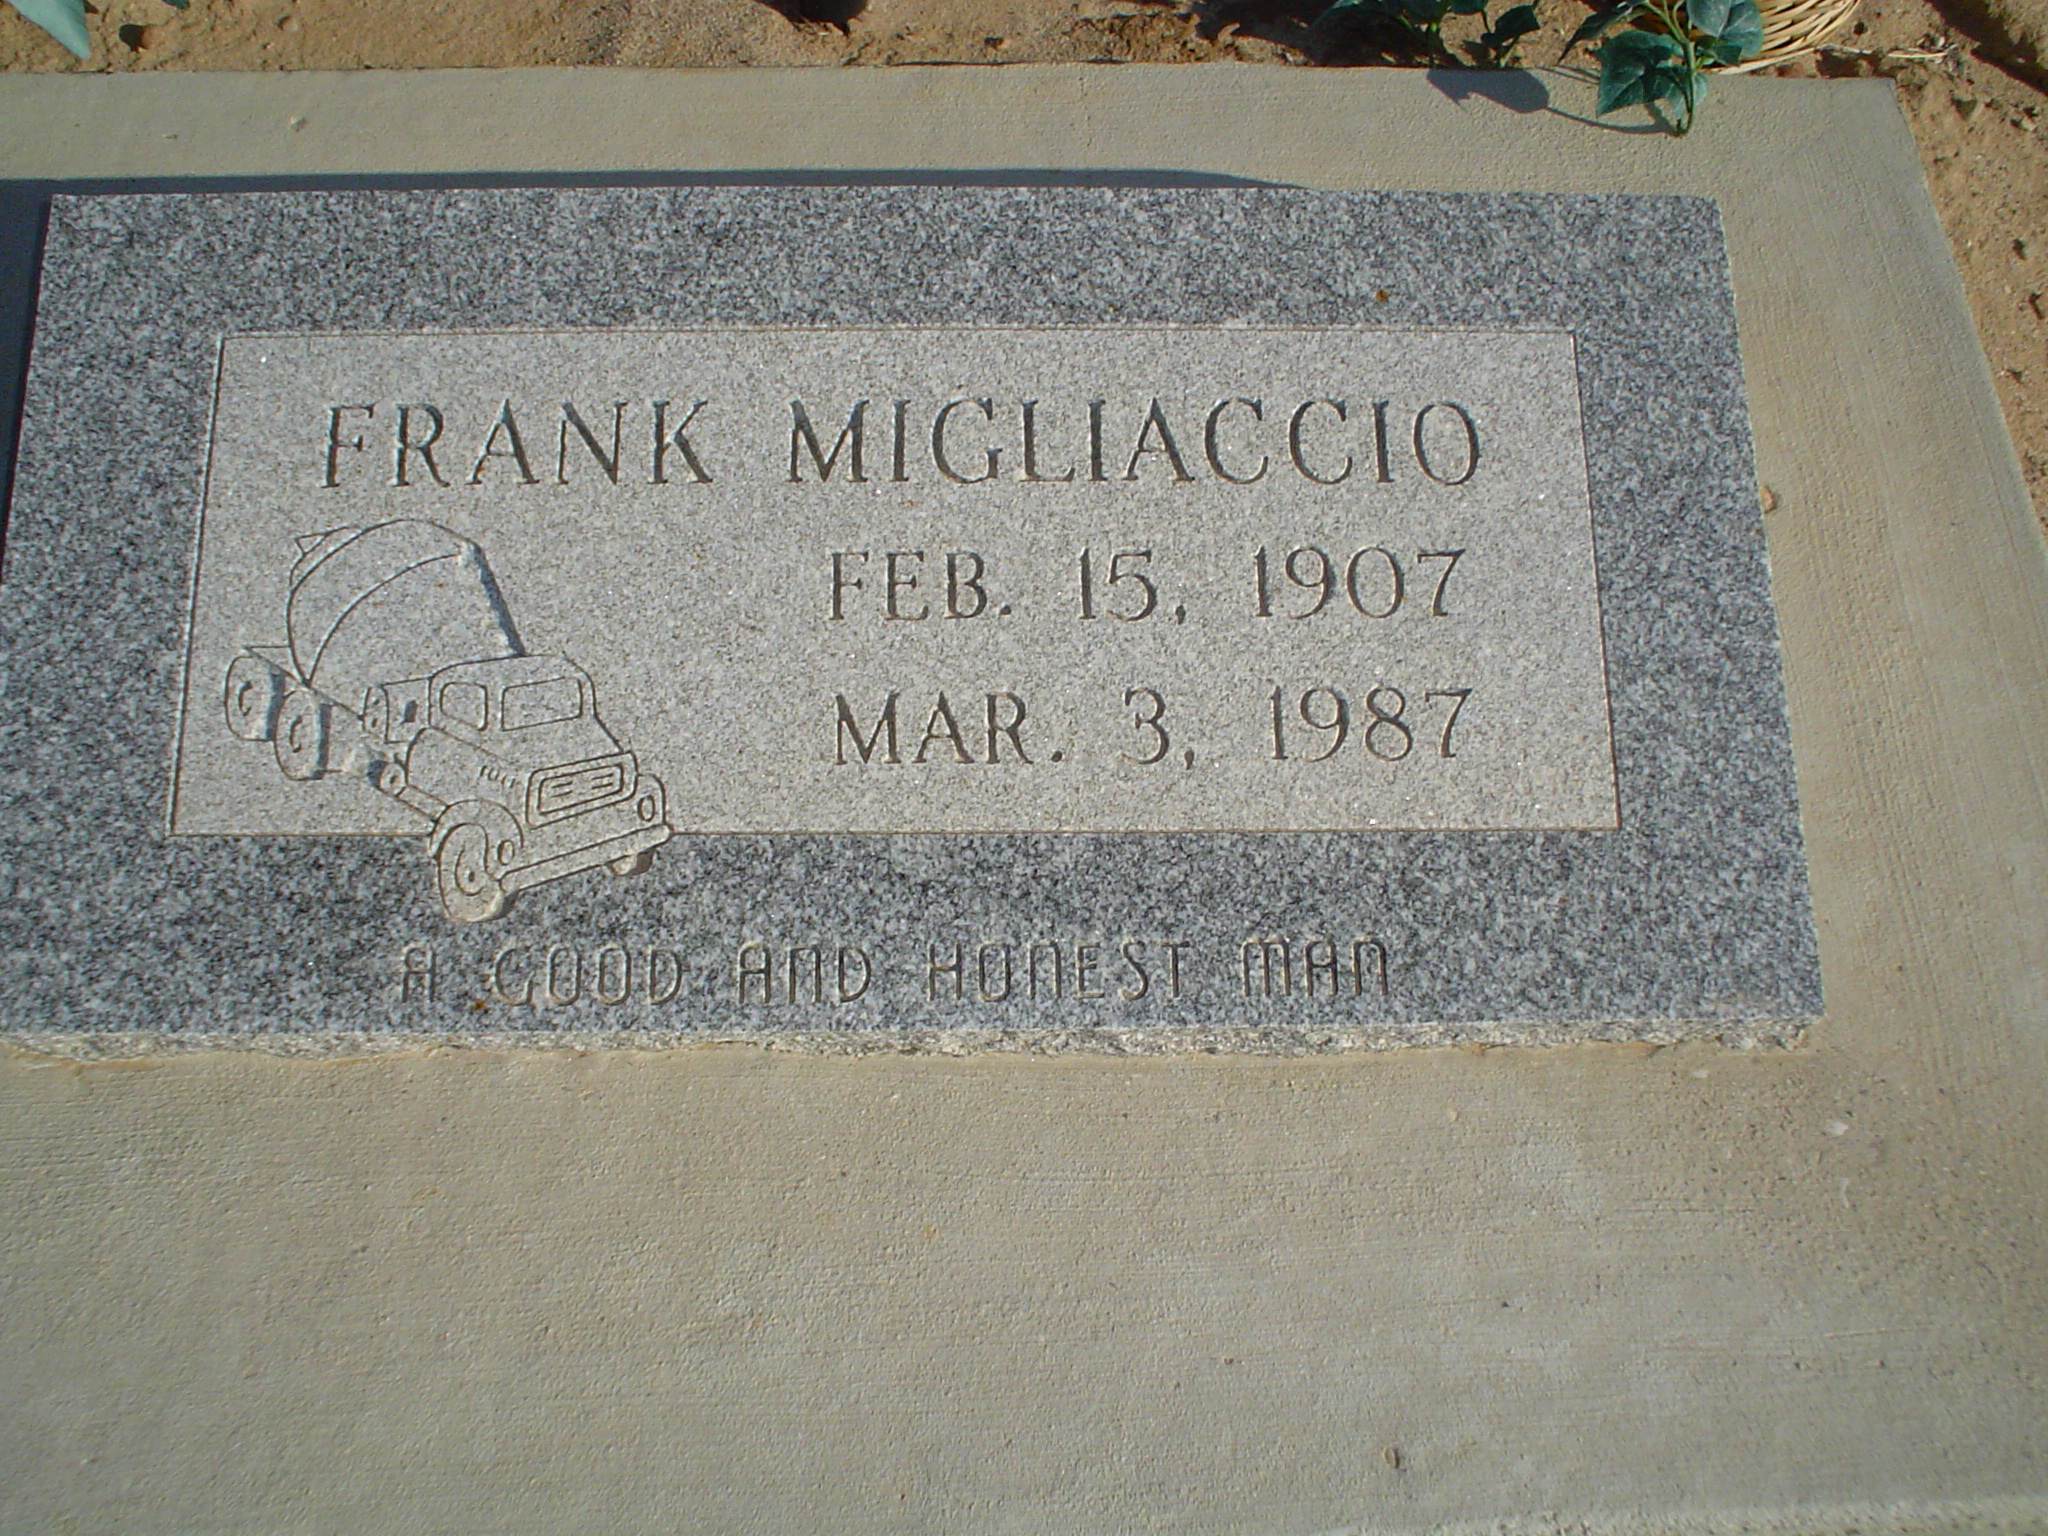 FRANK MIGLIACCIO
FEB. 15, 1907
MAR. 3, 1987
A GOOD AND HONEST MAN